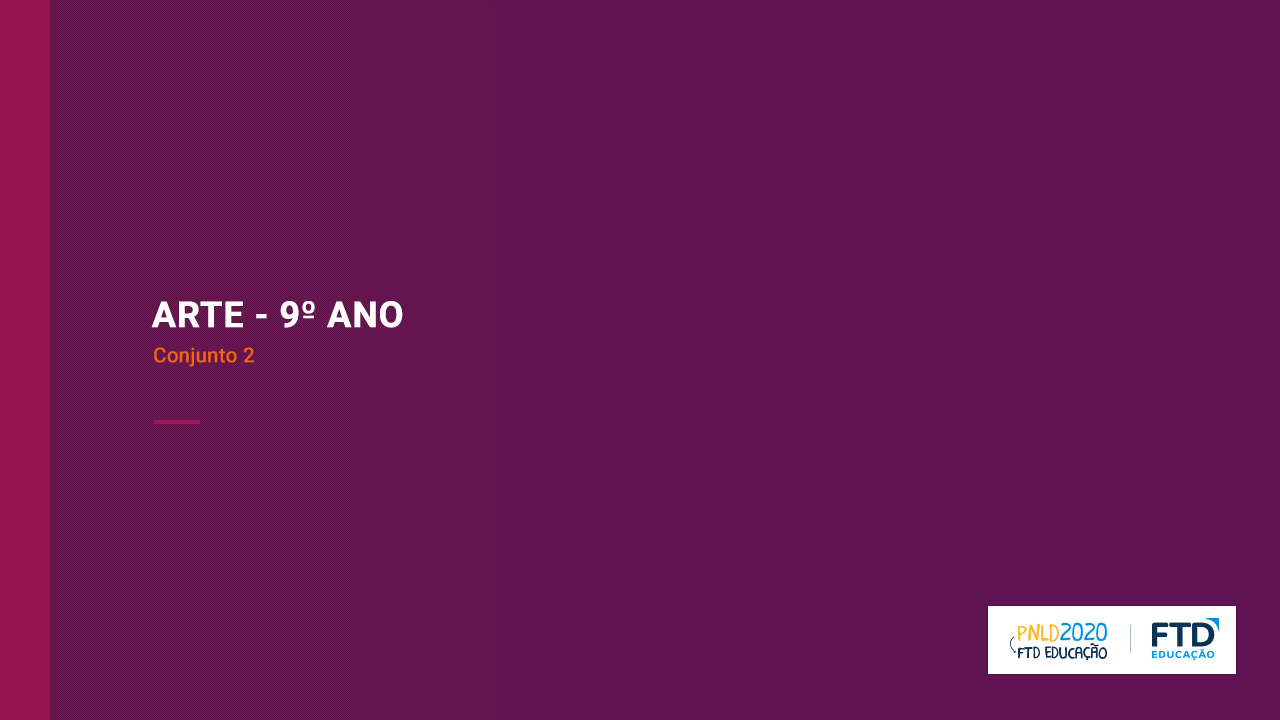 ARTE - 9º ANO
Conjunto 2
PNLD2020
FTD EDUCAÇÃO
FTD
EDUCAÇÃO